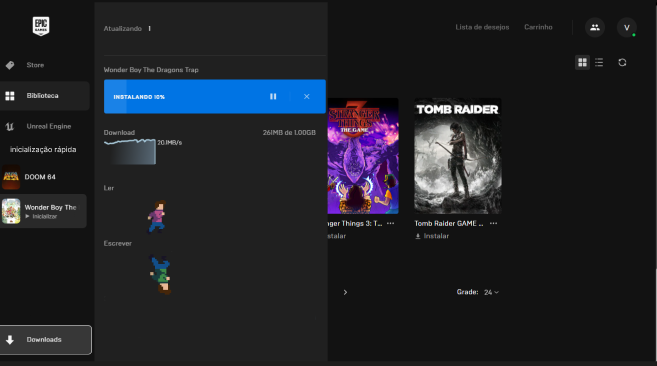 EPIC
GAMES
Store
Biblioteca
Unreal Engine
inicialização rápida
DOOM 64
Wonder Boy The
Inicializar
Downloads
Atualizando 1
Wonder Boy The Dragons Trap
INSTALANDO 10%
Download
261MB de 1.00GB
20.1MB/s
Ler
Escrever
Lista de desejos
Carrinho
V
STRANGER
THINGS
3
THE GAME
nger Things 3: T... ...
nstalar
TOMB RAIDER
Tomb Raider GAME ... ...
Instalar
Grade: 24